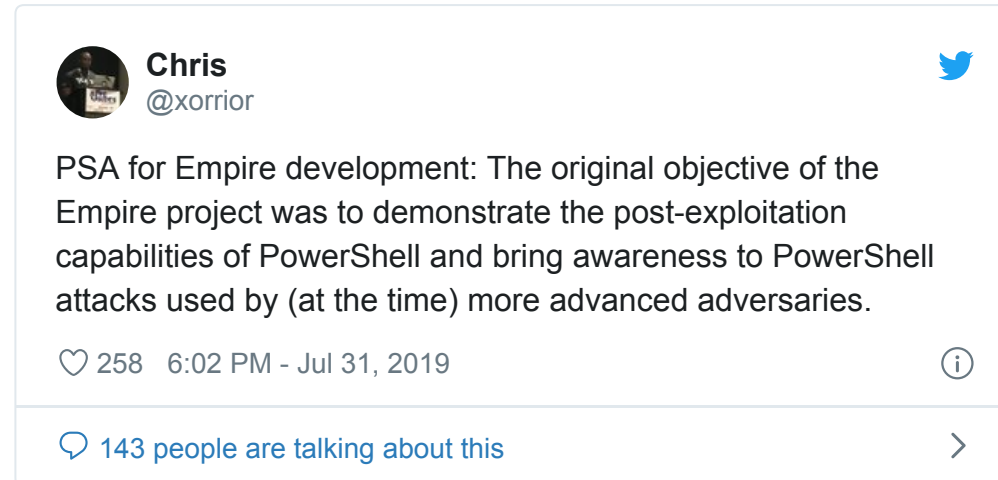 Chris
@xorrior
PSA for Empire development: The original objective of the
Empire project was to demonstrate the post-exploitation
capabilities of PowerShell and bring awareness to PowerShell
attacks used by (at the time) more advanced adversaries.
258 6:02 PM - Jul 31, 2019
143 people are talking about this